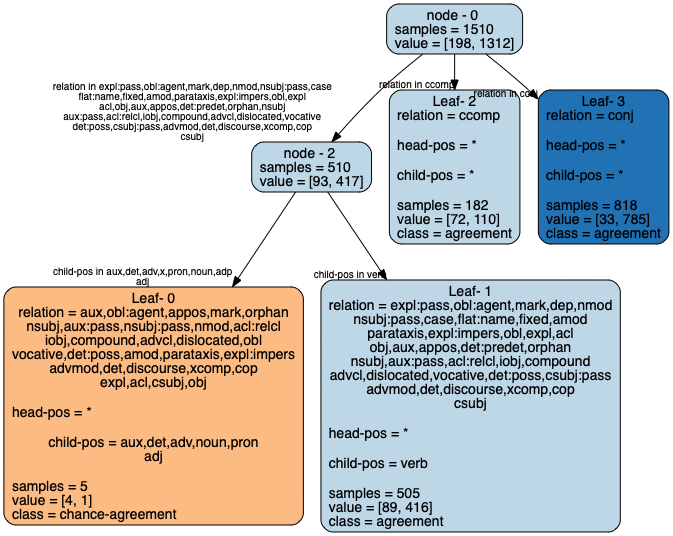 node - 0
samples = 1510
value = [198, 1312]
relation in expl:pass,obl:agent,mark,dep,nmod,nsubj:pass,case
flat:name,fixed,amod,parataxis,expl:impers,obl,expl
acl,obj,aux,appos,det:predet,orphan,nsubj
aux:pass,acl:relcl,iobj,compound,advcl,dislocated,vocative
det:poss,csubj:pass,advmod,det,discourse,xcomp,cop
csubj
relation in ccomp
relation in conj
node - 2
samples = 510
value = [93, 417]
Leaf- 2
relation = ccomp
head-pos = *
child-pos = *
samples = 182
value = [72, 110]
class = agreement
Leaf- 3
relation = conj
head-pos = *
child-pos = *
samples = 818
value = [33, 785]
class = agreement
child-pos in aux,det,adv,x,pron,noun,adp
adj
child-pos in verb
Leaf- 0
relation = aux,obl:agent,appos,mark,orphan
nsubj,aux:pass,nsubj:pass,nmod,acl:relcl
iobj,compound,advcl,dislocated,obl
vocative,det:poss,amod,parataxis,expl:impers
advmod,det,discourse,xcomp,cop
expl,acl,csubj,obj
head-pos = *
child-pos = aux,det,adv,noun,pron
adj
samples = 5
value = [4, 1]
class = chance-agreement
Leaf- 1
relation = expl:pass,obl:agent,mark,dep,nmod
nsubj:pass,case,flat:name,fixed,amod
parataxis,expl:impers,obl,expl,acl
obj,aux,appos,det:predet,orphan
nsubj,aux:pass,acl:relcl,iobj,compound
advcl,dislocated,vocative,det:poss,csubj:pass
advmod,det,discourse,xcomp,cop
csubj
head-pos = *
child-pos = verb
samples = 505
value = [89, 416]
class = agreement